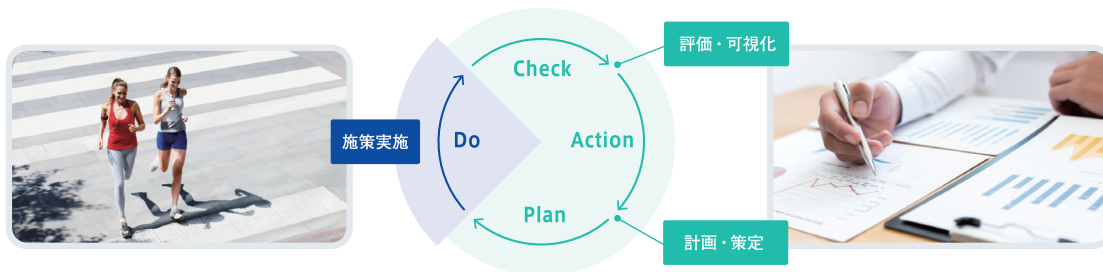 評価・可視化
Check
施策実施
Do
Action
Plan
計画・策定